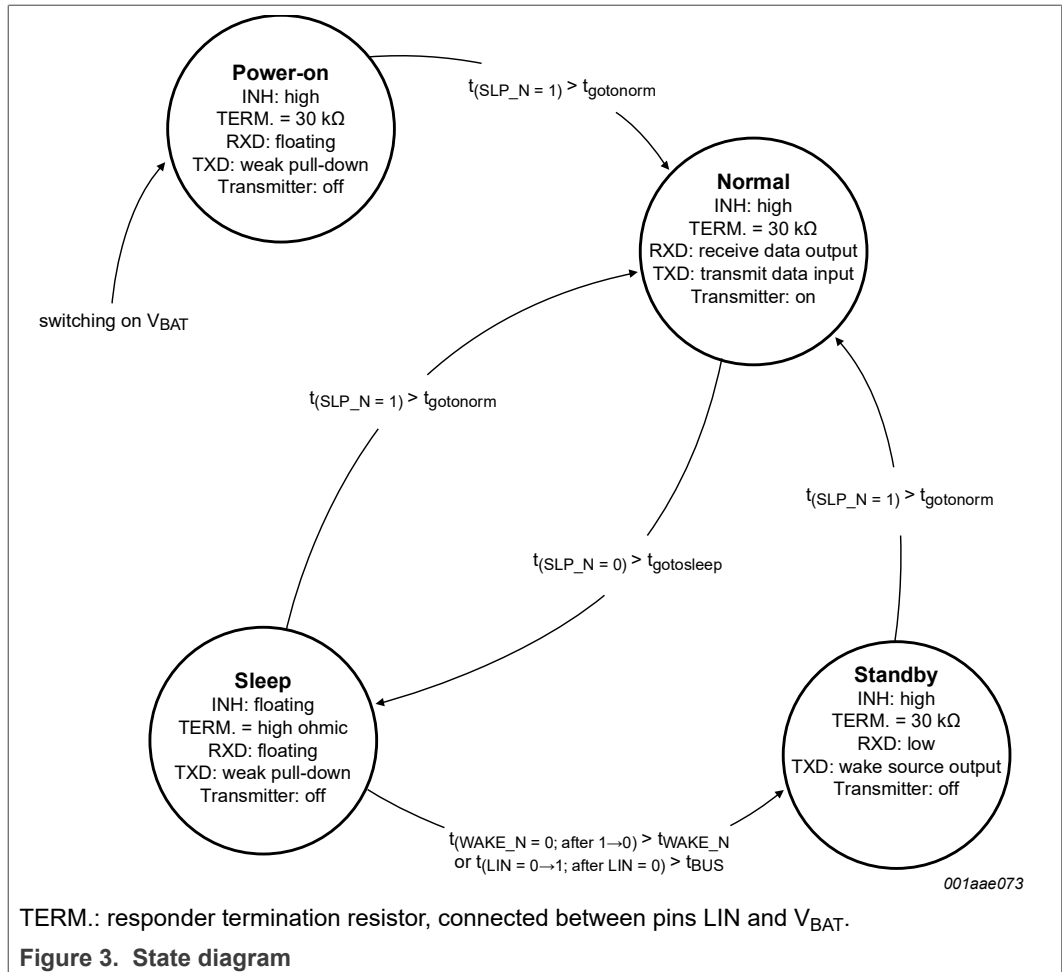 Power-on
INH: high
TERM. = 30 kΩ
RXD: floating
TXD: weak pull-down
Transmitter: off
t(SLP_N = 1) > tgotonorm
Normal
INH: high
TERM. = 30 kΩ
RXD: receive data output
TXD: transmit data input
Transmitter: on
switching on VBAT
t(SLP_N = 1) > tgotonorm
t(SLP_N = 1) > tgotonorm
t(SLP_N = 0) > tgotosleep
Sleep
INH: floating
TERM. = high ohmic
RXD: floating
TXD: weak pull-down
Transmitter: off
Standby
INH: high
TERM. = 30 kΩ
RXD: low
TXD: wake source output
Transmitter: off
t(WAKE_N = 0; after 1→0) > tWAKE_N
or t(LIN = 0→1; after LIN = 0) > tBUS
001aae073
TERM.: responder termination resistor, connected between pins LIN and VBAT.
Figure 3. State diagram